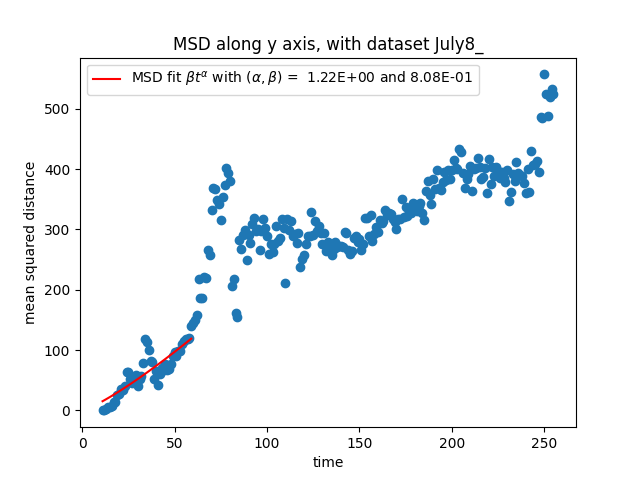 MSD along y axis, with dataset July8_
MSD fit βt^α with (α, β) = 1.22E+00 and 8.08E-01
mean squared distance
500
400
300
200
100
0
0 50 100 150 200 250
time